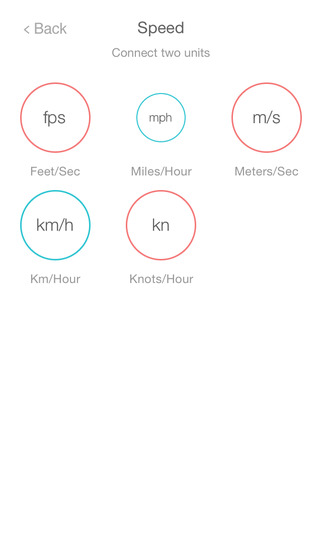 < Back
Speed
Connect two units
fps
mph
m/s
Feet/Sec
Miles/Hour
Meters/Sec
km/h
kn
Km/Hour
Knots/Hour